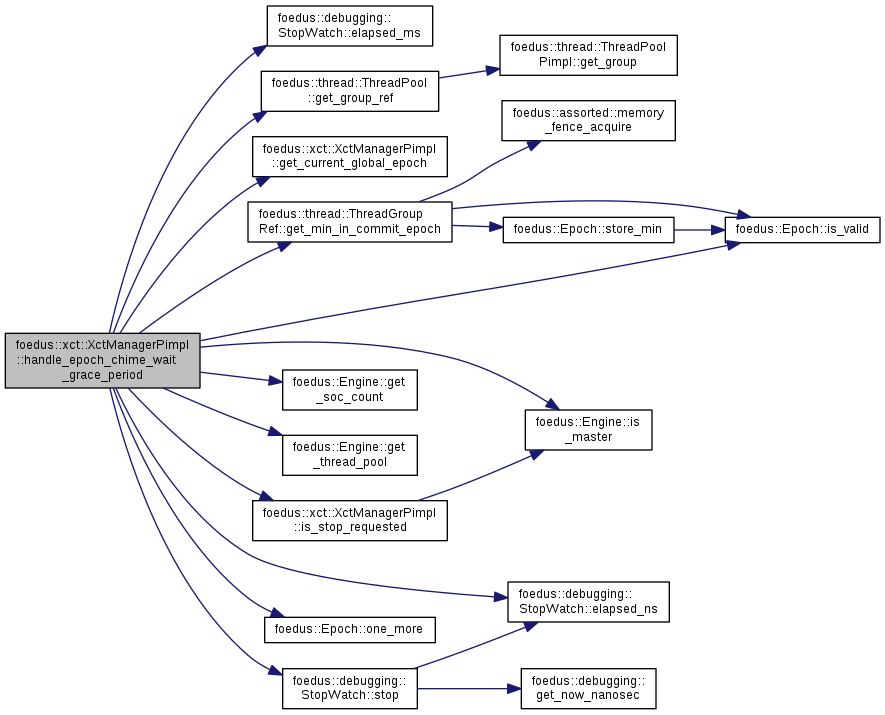 foedus::debugging::
StopWatch::elapsed_ms
foedus::thread::ThreadPool
::get_group_ref
foedus::thread::ThreadPool
Pimpl::get_group
foedus::assorted::memory
_fence_acquire
foedus::xct::XctManagerPimpl
::get_current_global_epoch
foedus::thread::ThreadGroup
Ref::get_min_in_commit_epoch
foedus::Epoch::store_min
foedus::Epoch::is_valid
foedus::xct::XctManagerPimpl
::handle_epoch_chime_wait
_grace_period
foedus::Engine::get
_soc_count
foedus::Engine::is
_master
foedus::Engine::get
_thread_pool
foedus::xct::XctManagerPimpl
::is_stop_requested
foedus::debugging::
StopWatch::elapsed_ns
foedus::Epoch::one_more
foedus::debugging::
StopWatch::stop
foedus::debugging::
get_now_nanosec